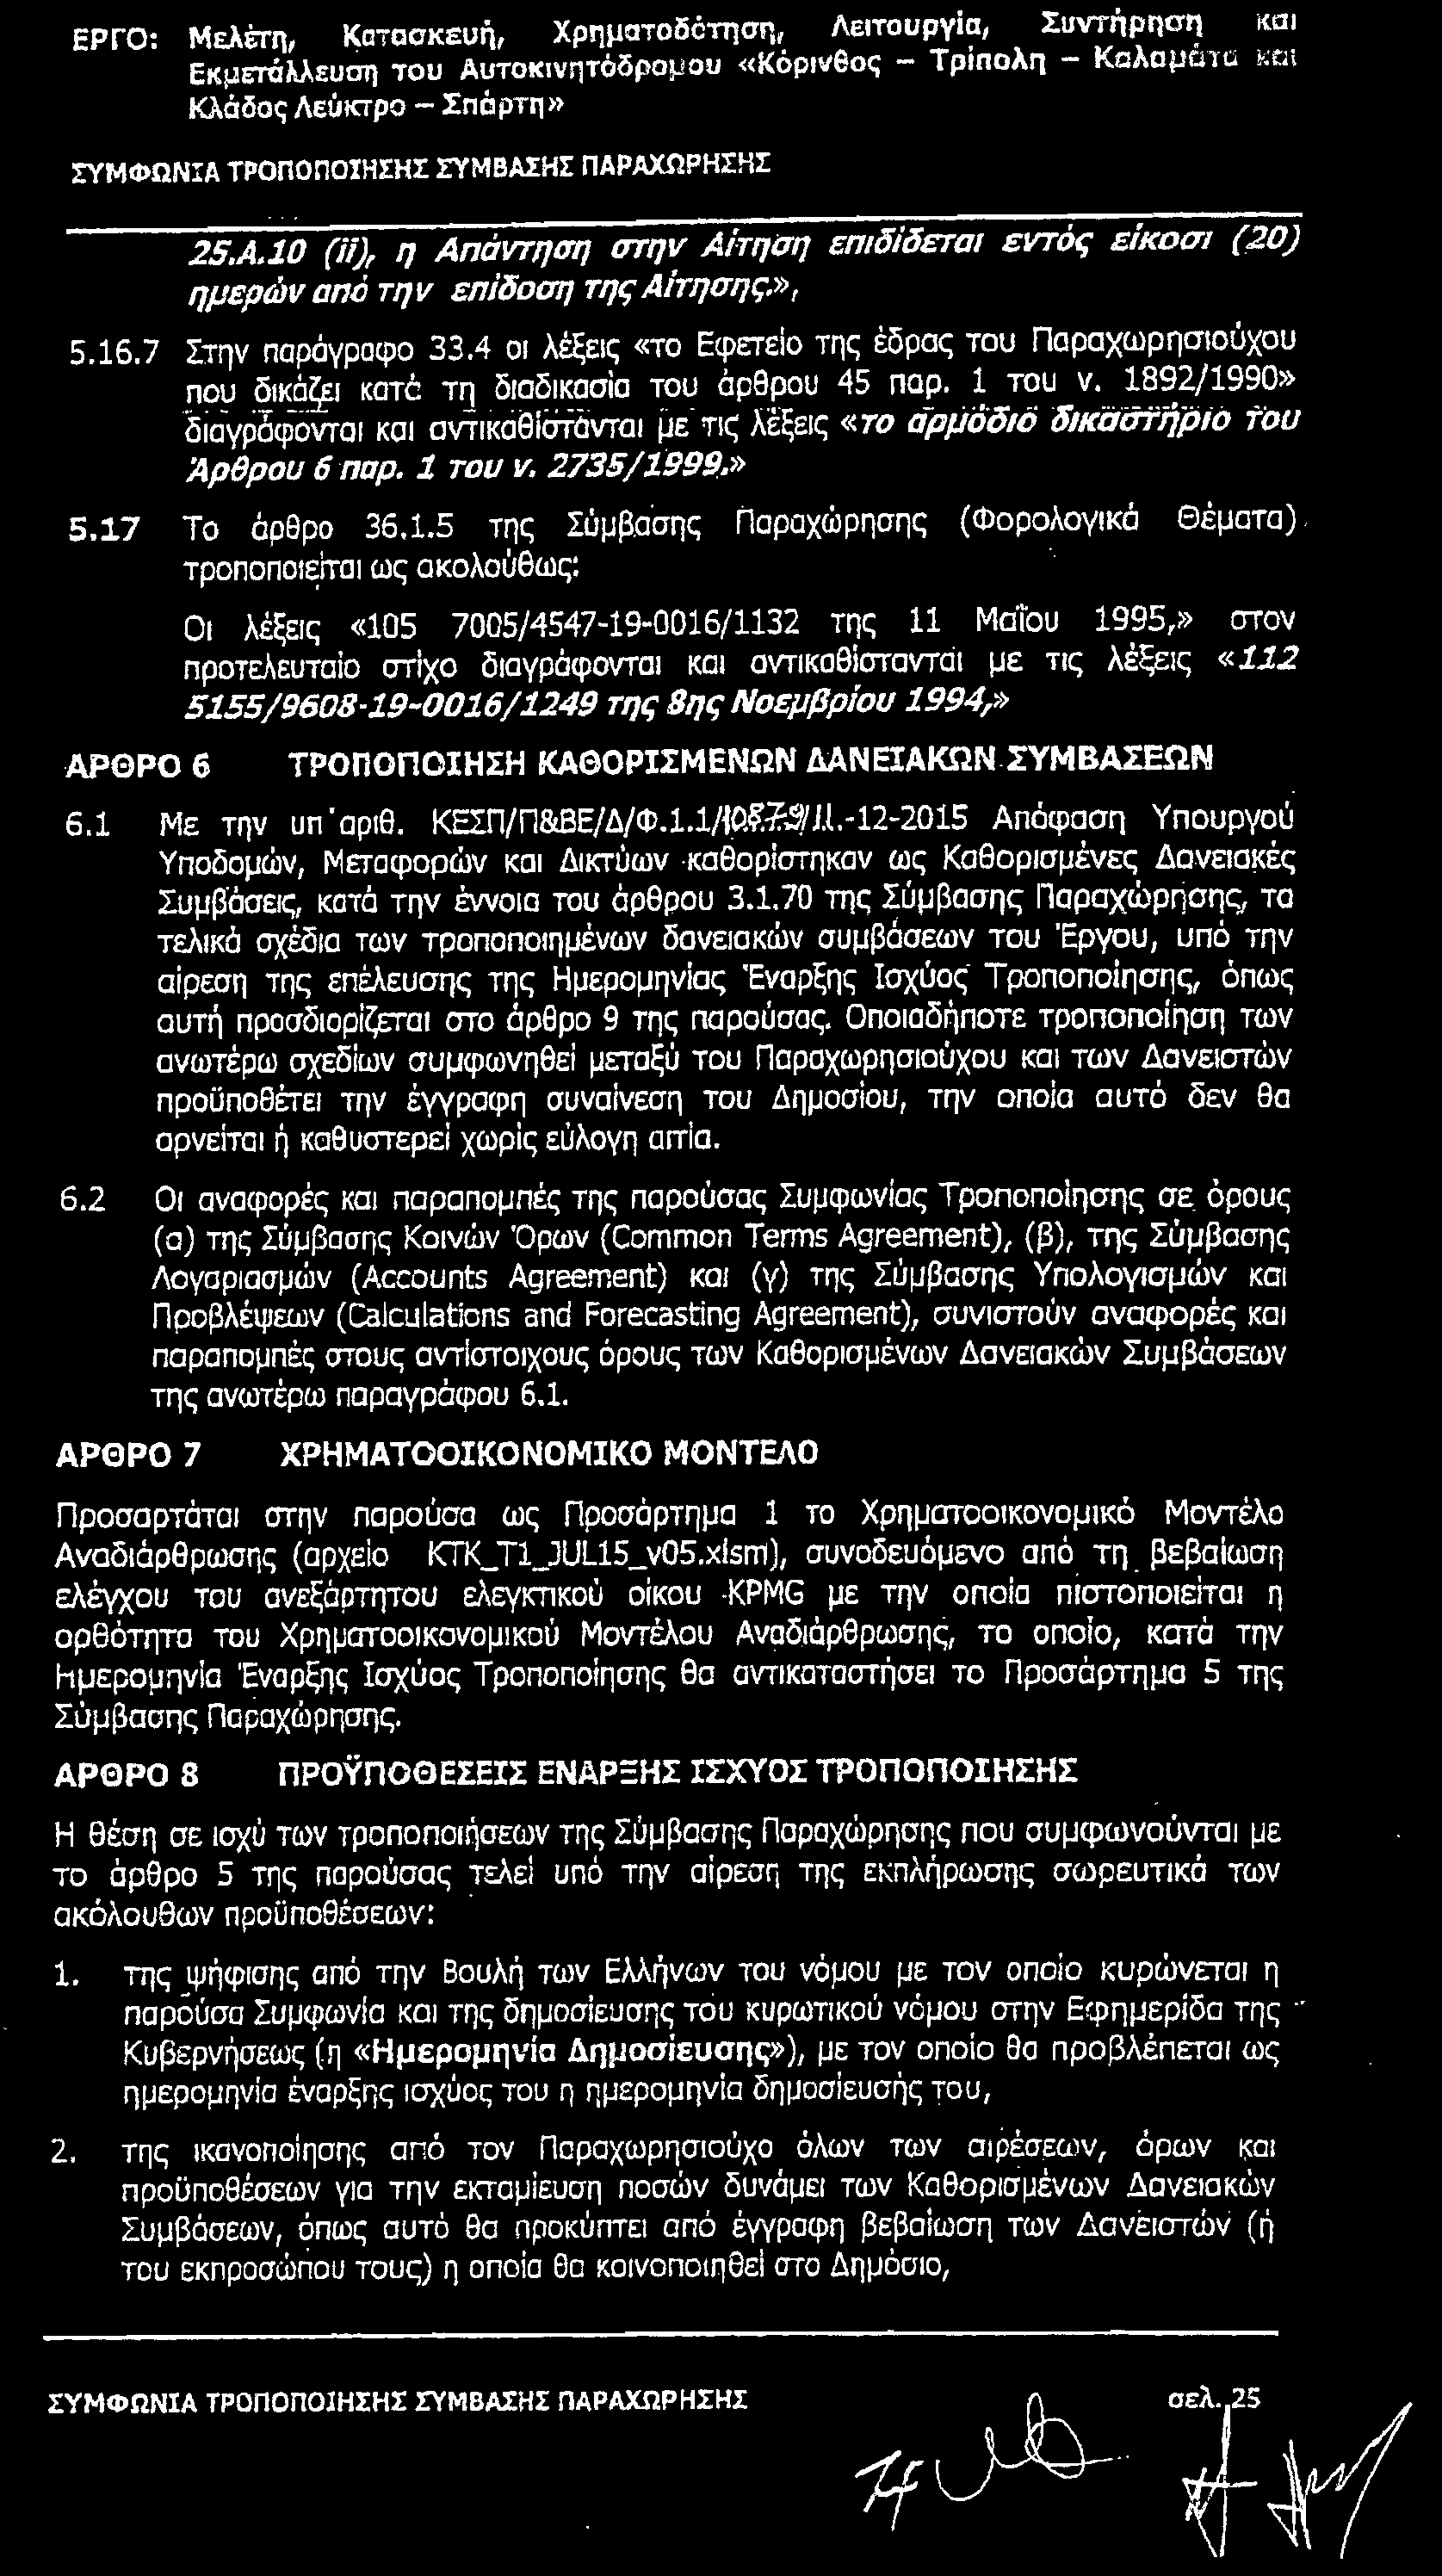 ΕΡΓΟ: Μελέτη, Κατασκευή, Χρηματοδότηση, Λειτουργία, Συντήρηση και
Εκμετάλλευση του Αυτοκινητόδρομου «Κόρινθος – Τρίπολη – Καλαμάτα και
Κλάδος Λεύκτρο – Σπάρτη»
ΣΥΜΦΩΝΙΑ ΤΡΟΠΟΠΟΙΗΣΗΣ ΣΥΜΒΑΣΗΣ ΠΑΡΑΧΩΡΗΣΗΣ
25.Α.10 (ii), η Απάντηση στην Αίτηση επιδίδεται εντός είκοσι (20)
ημερών από την επίδοση της Αίτησης.»,
5.16.7 Στην παράγραφο 33.4 οι λέξεις «το Εφετείο της έδρας του Παραχωρησιούχου
που δικάζει κατά τη διαδικασία του άρθρου 45 παρ. 1 του ν. 1892/1990»
διαγράφονται και αντικαθίστανται με τις λέξεις «το αρμόδιο δικαστήριο του
Άρθρου 6 παρ. 1 του ν. 2735/1999.»
5.17 Το άρθρο 36.1.5 της Σύμβασης Παραχώρησης (Φορολογικά Θέματα)
τροποποιείται ως ακολούθως:
Οι λέξεις «105 7005/4547-19-0016/1132 της 11 Μαΐου 1995,» στον
προτελευταίο στίχο διαγράφονται και αντικαθίστανται με τις λέξεις «112
5155/9608-19-0016/1249 της 8ης Νοεμβρίου 1994,»
ΑΡΘΡΟ 6 ΤΡΟΠΟΠΟΙΗΣΗ ΚΑΘΟΡΙΣΜΕΝΩΝ ΔΑΝΕΙΑΚΩΝ ΣΥΜΒΑΣΕΩΝ
6.1 Με την υπ'αριθ. ΚΕΣΠ/Π&ΒΕ/Δ/Φ.1.1/ -12-2015 Απόφαση Υπουργού
Υποδομών, Μεταφορών και Δικτύων καθορίστηκαν ως Καθορισμένες Δανειακές
Συμβάσεις, κατά την έννοια του άρθρου 3.1.70 της Σύμβασης Παραχώρησης, τα
τελικά σχέδια των τροποποιημένων δανειακών συμβάσεων του Έργου, υπό την
αίρεση της επέλευσης της Ημερομηνίας Έναρξης Ισχύος Τροποποίησης, όπως
αυτή προσδιορίζεται στο άρθρο 9 της παρούσας. Οποιαδήποτε τροποποίηση των
ανωτέρω σχεδίων συμφωνηθεί μεταξύ του Παραχωρησιούχου και των Δανειστών
προϋποθέτει την έγγραφη συναίνεση του Δημοσίου, την οποία αυτό δεν θα
αρνείται ή καθυστερεί χωρίς εύλογη αιτία.
6.2 Οι αναφορές και παραπομπές της παρούσας Συμφωνίας Τροποποίησης σε όρους
(α) της Σύμβασης Κοινών Όρων (Common Terms Agreement), (β), της Σύμβασης
Λογαριασμών (Accounts Agreement) και (γ) της Σύμβασης Υπολογισμών και
Προβλέψεων (Calculations and Forecasting Agreement), συνιστούν αναφορές και
παραπομπές στους αντίστοιχους όρους των Καθορισμένων Δανειακών Συμβάσεων
της ανωτέρω παραγράφου 6.1.
ΑΡΘΡΟ 7 ΧΡΗΜΑΤΟΟΙΚΟΝΟΜΙΚΟ ΜΟΝΤΕΛΟ
Προσαρτάται στην παρούσα ως Προσάρτημα 1 το Χρηματοοικονομικό Μοντέλο
Αναδιάρθρωσης (αρχείο KTK_T1_JUL15_v05.xlsm), συνοδευόμενο από τη βεβαίωση
ελέγχου του ανεξάρτητου ελεγκτικού οίκου KPMG με την οποία πιστοποιείται η
ορθότητα του Χρηματοοικονομικού Μοντέλου Αναδιάρθρωσης, το οποίο, κατά την
Ημερομηνία Έναρξης Ισχύος Τροποποίησης θα αντικαταστήσει το Προσάρτημα 5 της
Σύμβασης Παραχώρησης.
ΑΡΘΡΟ 8 ΠΡΟΫΠΟΘΕΣΕΙΣ ΕΝΑΡΞΗΣ ΙΣΧΥΟΣ ΤΡΟΠΟΠΟΙΗΣΗΣ
Η θέση σε ισχύ των τροποποιήσεων της Σύμβασης Παραχώρησης που συμφωνούνται με
το άρθρο 5 της παρούσας τελεί υπό την αίρεση της εκπλήρωσης σωρευτικά των
ακόλουθων προϋποθέσεων:
1. της ψήφισης από την Βουλή των Ελλήνων του νόμου με τον οποίο κυρώνεται η
παρούσα Συμφωνία και της δημοσίευσης του κυρωτικού νόμου στην Εφημερίδα της
Κυβερνήσεως (η «Ημερομηνία Δημοσίευσης»), με τον οποίο θα προβλέπεται ως
ημερομηνία έναρξης ισχύος του η ημερομηνία δημοσίευσής του,
2. της ικανοποίησης από τον Παραχωρησιούχο όλων των αιρέσεων, όρων και
προϋποθέσεων για την εκταμίευση ποσών δυνάμει των Καθορισμένων Δανειακών
Συμβάσεων, όπως αυτό θα προκύπτει από έγγραφη βεβαίωση των Δανειστών (ή
του εκπροσώπου τους) η οποία θα κοινοποιηθεί στο Δημόσιο,
ΣΥΜΦΩΝΙΑ ΤΡΟΠΟΠΟΙΗΣΗΣ ΣΥΜΒΑΣΗΣ ΠΑΡΑΧΩΡΗΣΗΣ σελ. 25